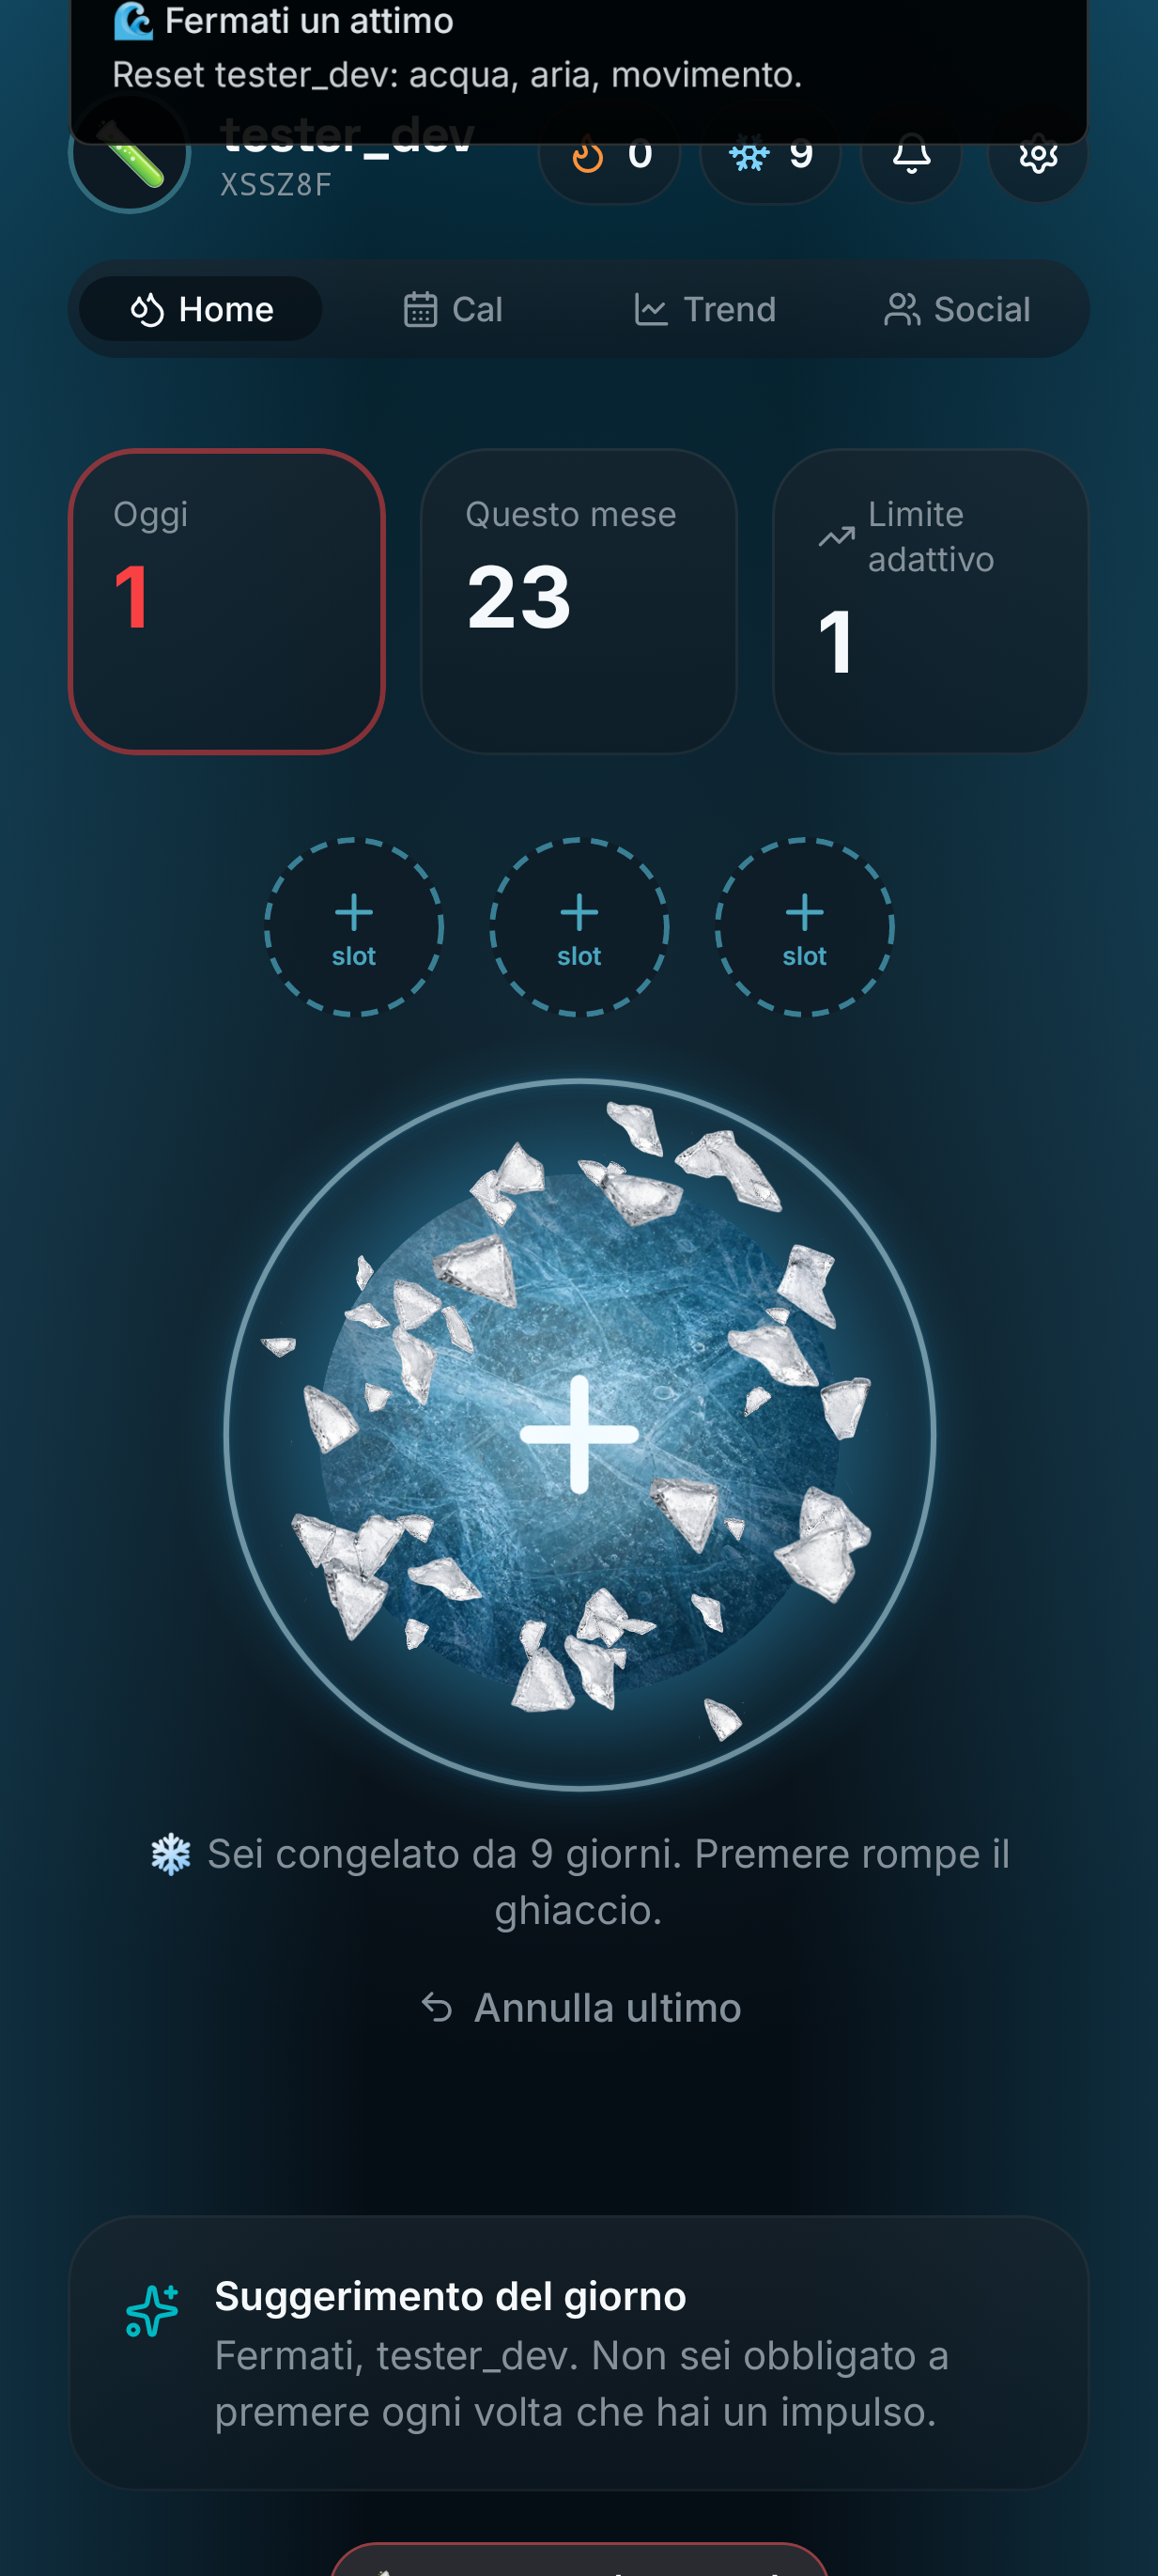 🌊 Fermati un attimo
Reset tester_dev: acqua, aria, movimento.
tester_dev
XSSZ8F
0
9
Home
Cal
Trend
Social
Oggi
1
Questo mese
23
Limite
adattivo
1
slot
slot
slot
❄️ Sei congelato da 9 giorni. Premere rompe il
ghiaccio.
Annulla ultimo
Suggerimento del giorno
Fermati, tester_dev. Non sei obbligato a
premere ogni volta che hai un impulso.